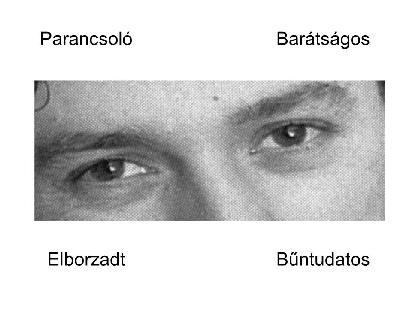 Parancsoló
Barátságos
Elborzadt
Bűntudatos